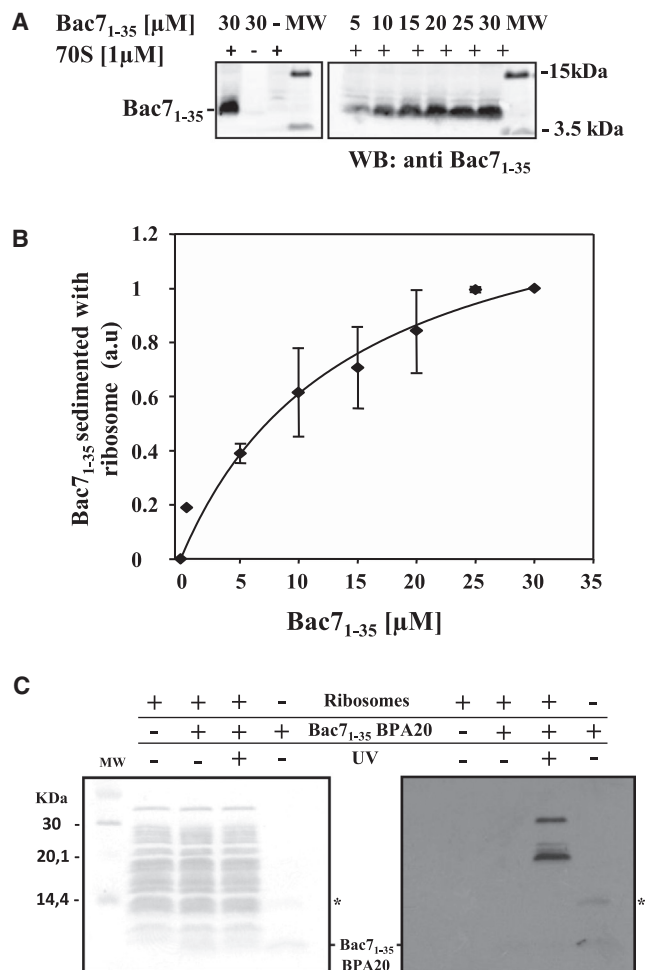 A
Bac7₁₋₃₅ [µM] 30 30 - MW 5 10 15 20 25 30 MW
70S [1µM] + - + + + + + + +
Bac7₁₋₃₅
-15kDa
- 3.5 kDa
WB: anti Bac7₁₋₃₅
B
Bac7₁₋₃₅ sedimented with
ribosome (a.u)
1.2
1
0.8
0.6
0.4
0.2
0
0 5 10 15 20 25 30 35
Bac7₁₋₃₅ [µM]
C
+ + + - Ribosomes + + + -
- + + + Bac7₁₋₃₅ BPA20 - + + +
MW - - + - UV - - + -
KDa
30 -
20,1 -
14,4 -
* *
- Bac7₁₋₃₅ -
BPA20